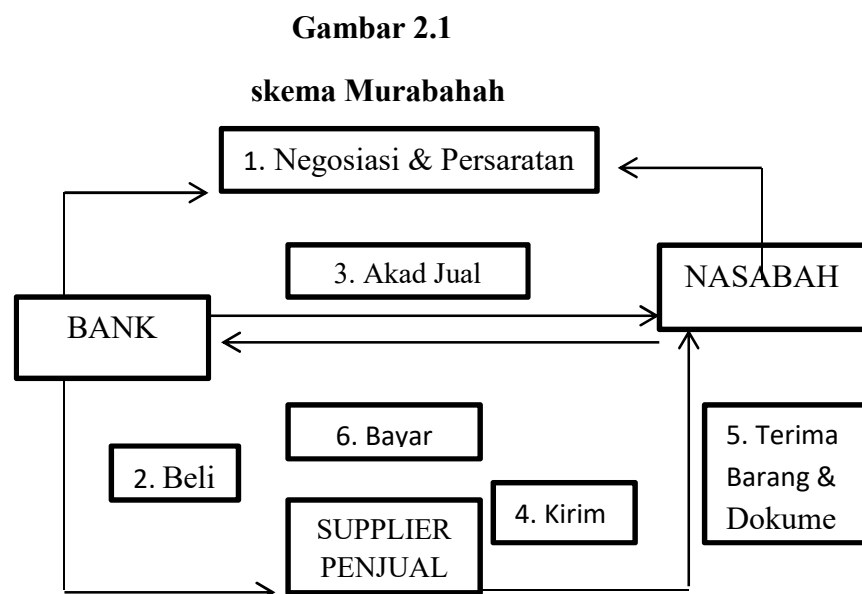 Gambar 2.1
skema Murabahah
1. Negosiasi & Persaratan
3. Akad Jual
NASABAH
BANK
6. Bayar
2. Beli
5. Terima
Barang &
Dokume
4. Kirim
SUPPLIER
PENJUAL